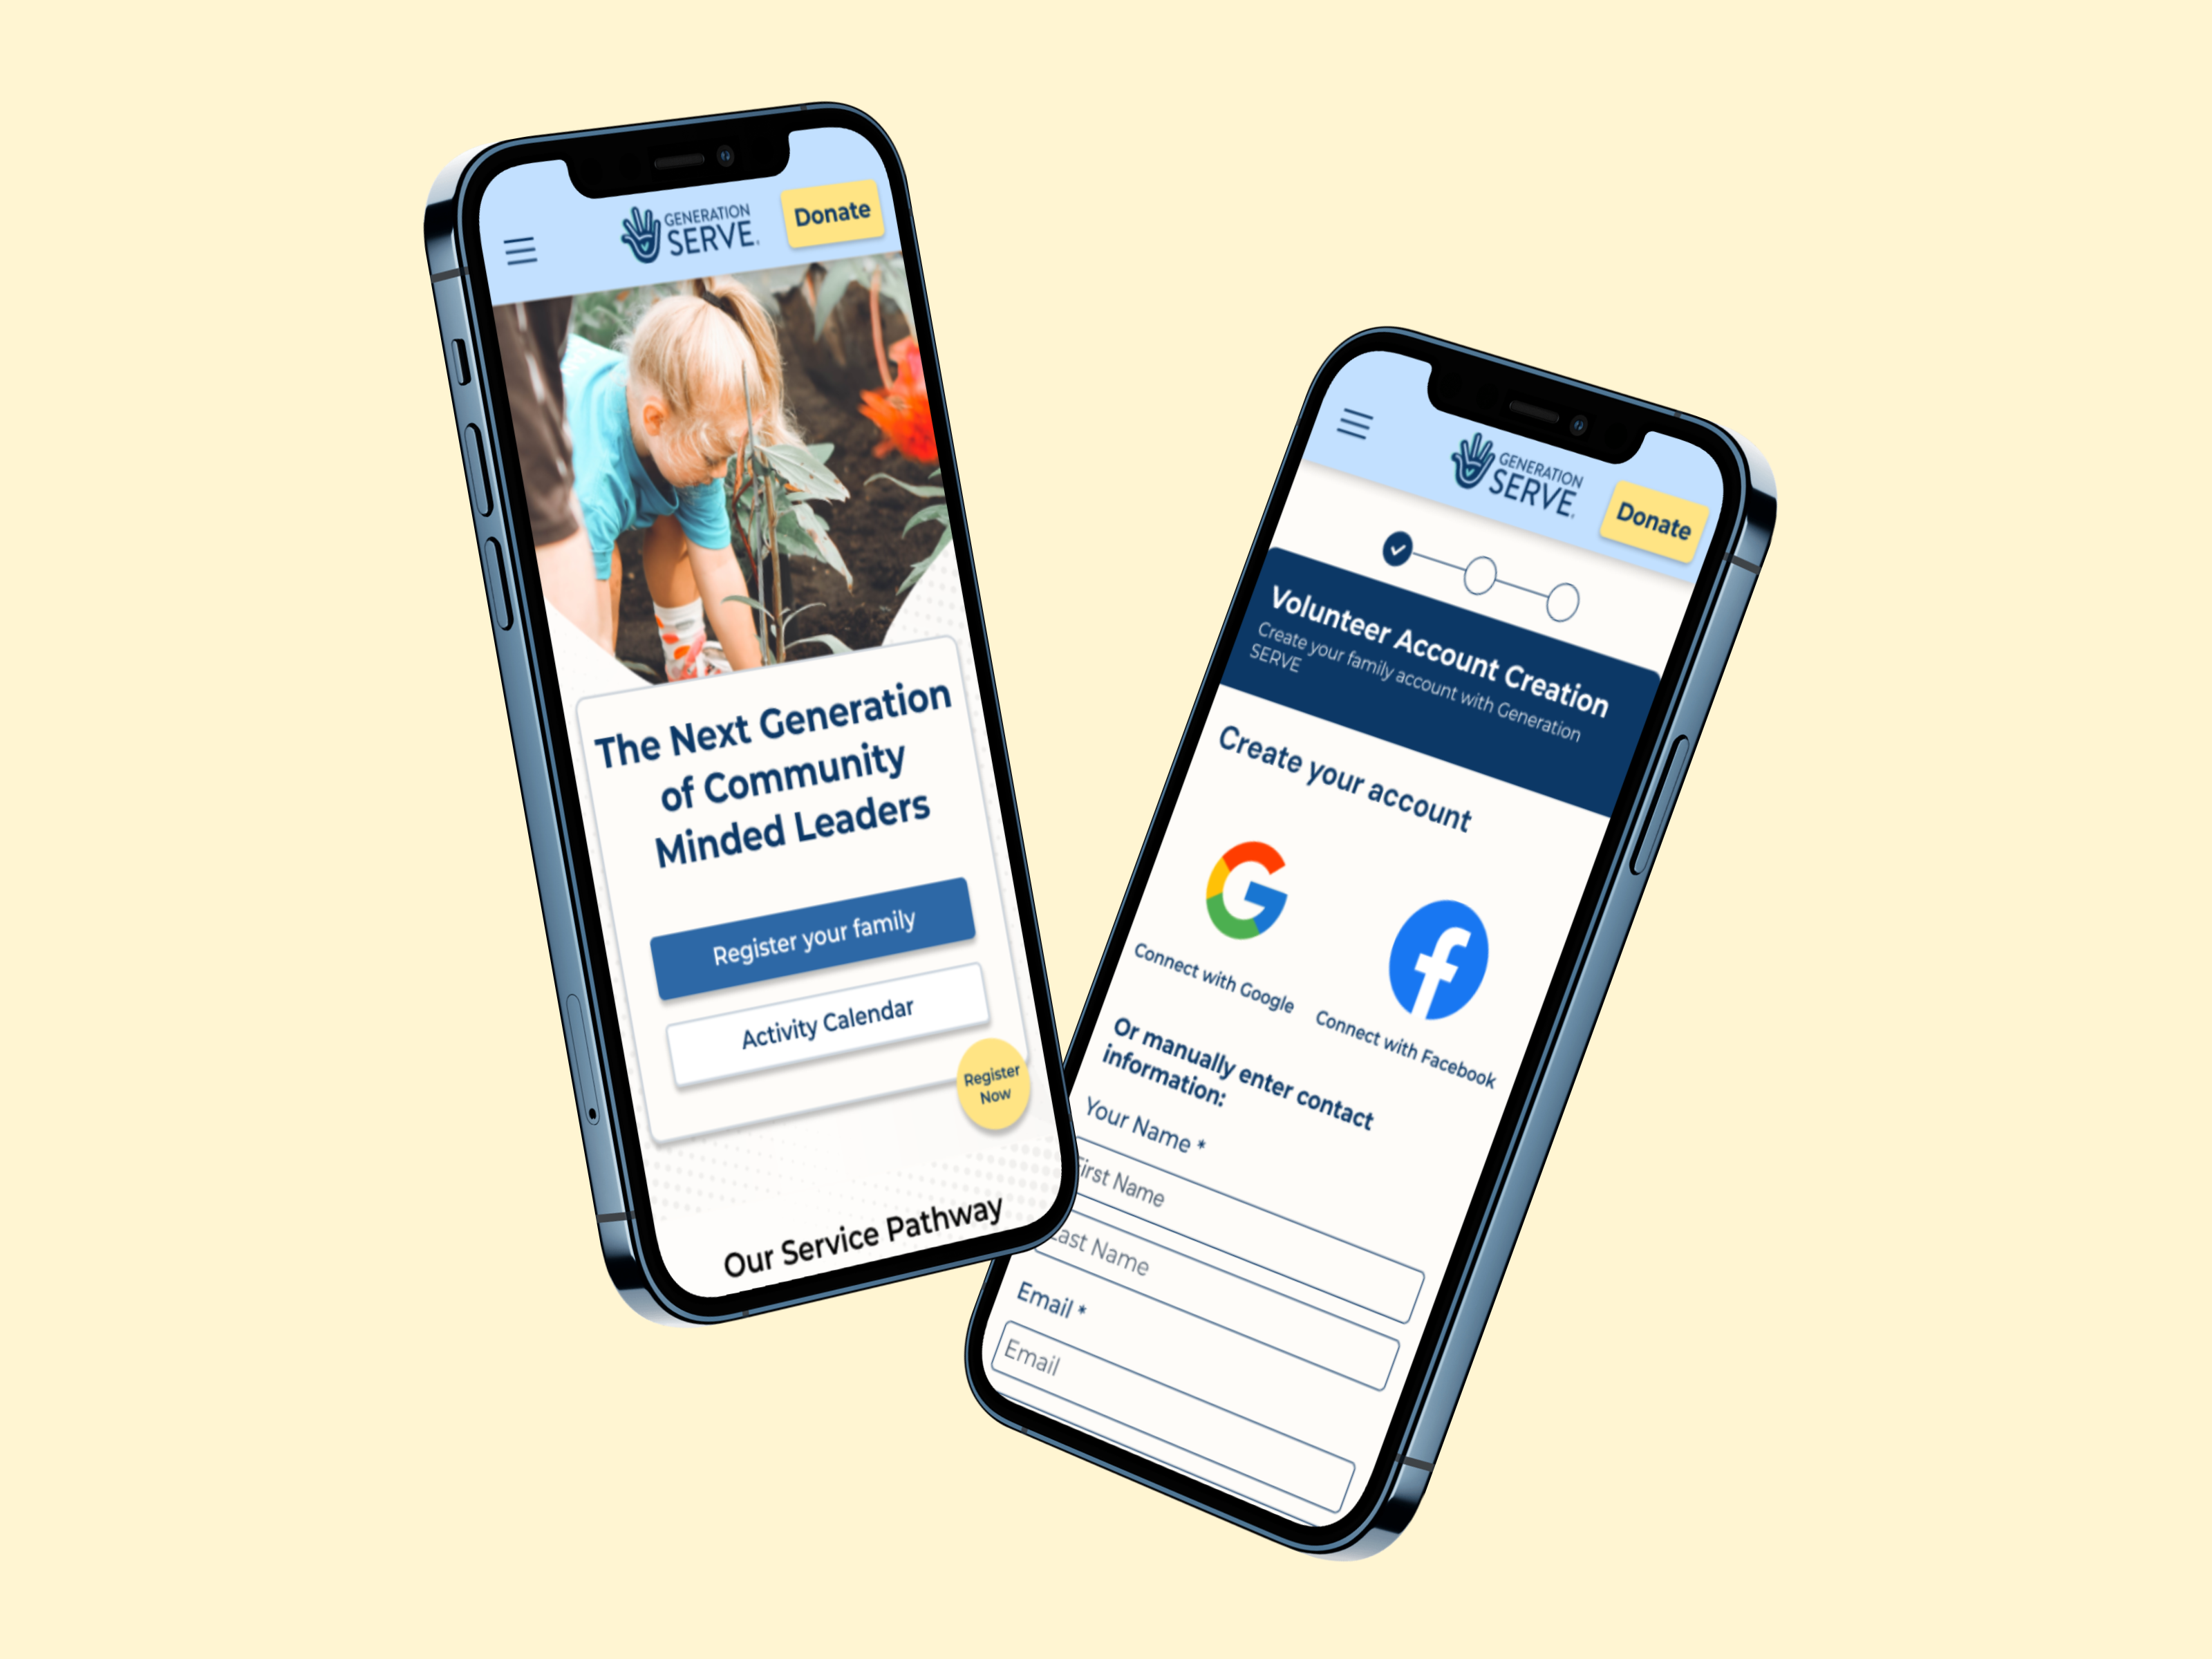 GENERATION
SERVE
Donate
The Next Generation
of Community
Minded Leaders
Register your family
Activity Calendar
Register
Now
Our Service Pathway
GENERATION
SERVE
Donate
Volunteer Account Creation
Create your family account with Generation
SERVE
Create your account
Connect with Google
Connect with Facebook
Or manually enter contact
information:
Your Name *
First Name
Last Name
Email *
Email